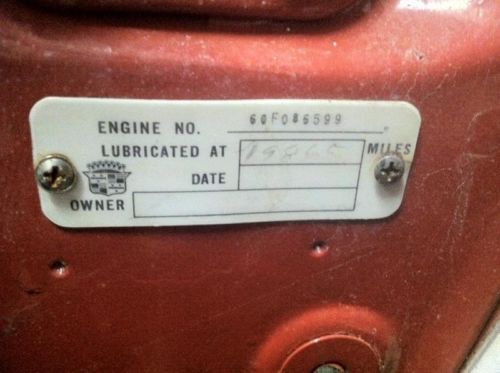 ENGINE NO. 60F086599
LUBRICATED AT MILES
DATE
OWNER